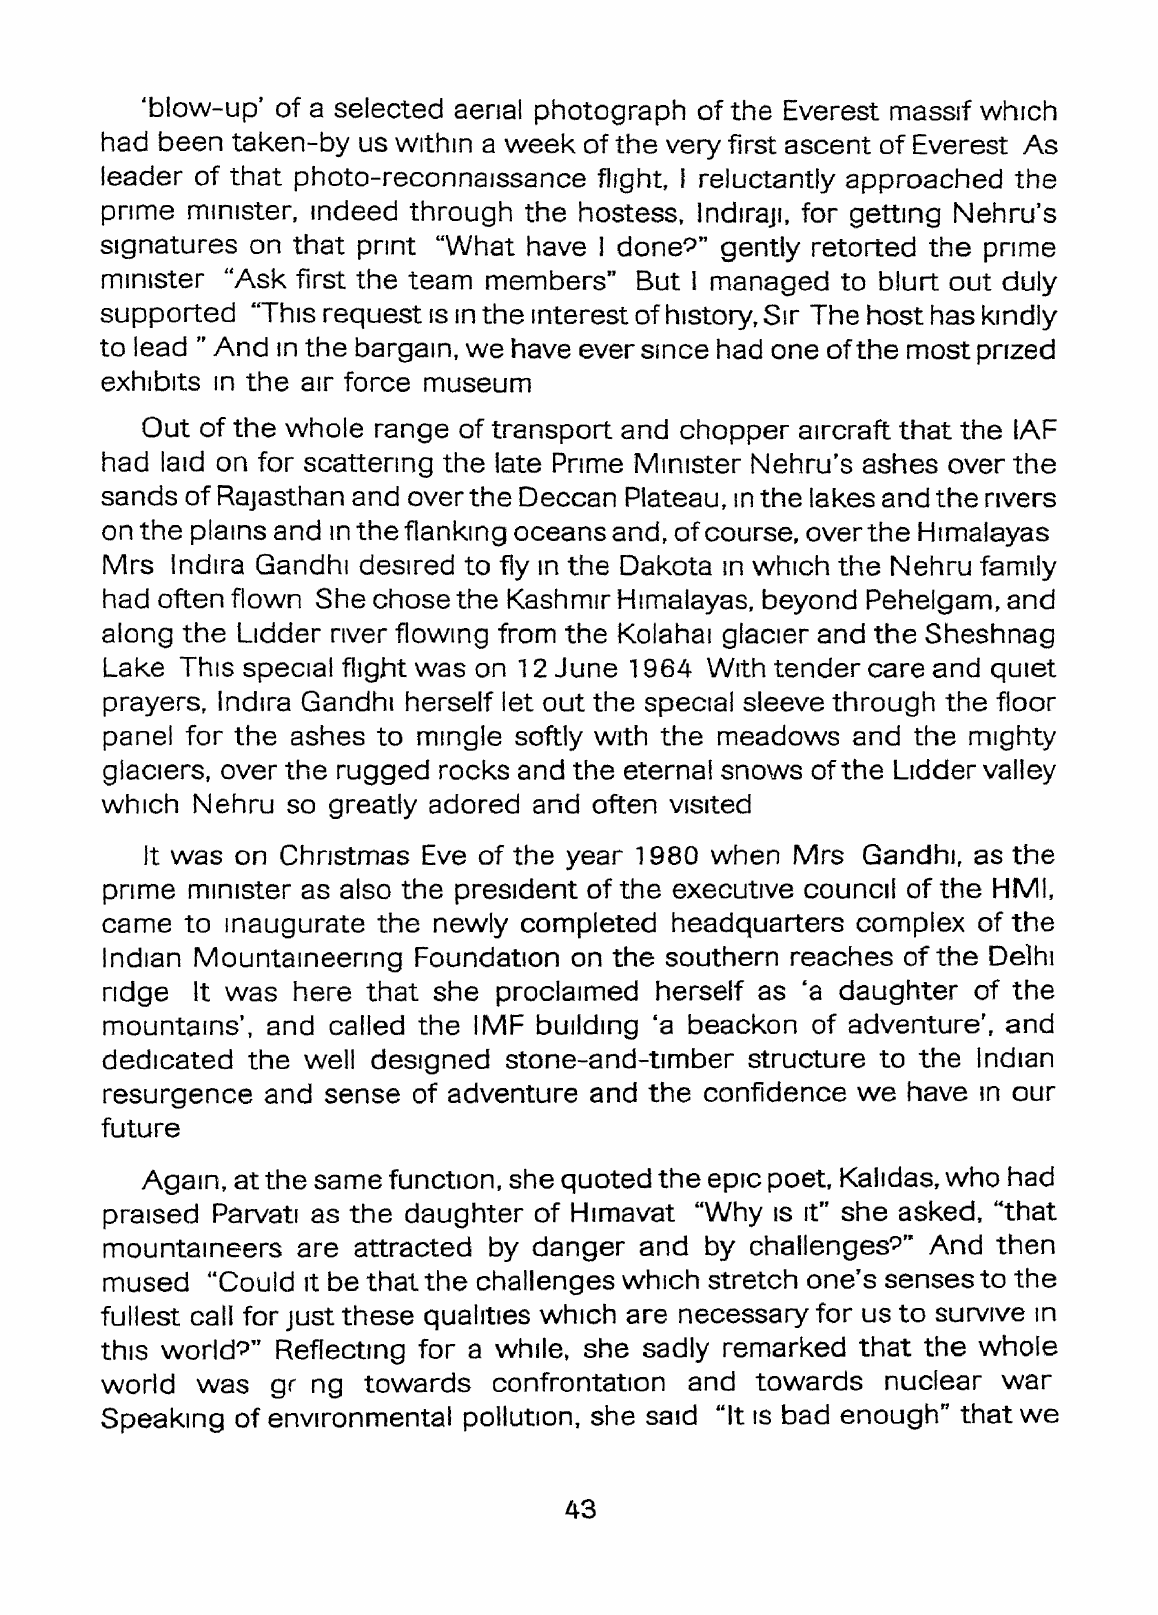 ‘blow-up’ of a selected aerial photograph of the Everest massif which
had been taken-by us within a week of the very first ascent of Everest As
leader of that photo-reconnaissance flight, I reluctantly approached the
prime minister, indeed through the hostess, Indiraji, for getting Nehru's
signatures on that print “What have I done?” gently retorted the prime
minister “Ask first the team members” But I managed to blurt out duly
supported “This request is in the interest of history, Sir The host has kindly
to lead ” And in the bargain, we have ever since had one of the most prized
exhibits in the air force museum
Out of the whole range of transport and chopper aircraft that the IAF
had laid on for scattering the late Prime Minister Nehru's ashes over the
sands of Rajasthan and over the Deccan Plateau, in the lakes and the rivers
on the plains and in the flanking oceans and, of course, over the Himalayas
Mrs Indira Gandhi desired to fly in the Dakota in which the Nehru family
had often flown She chose the Kashmir Himalayas, beyond Pehelgam, and
along the Lidder river flowing from the Kolahai glacier and the Sheshnag
Lake This special flight was on 12 June 1964 With tender care and quiet
prayers, Indira Gandhi herself let out the special sleeve through the floor
panel for the ashes to mingle softly with the meadows and the mighty
glaciers, over the rugged rocks and the eternal snows of the Lidder valley
which Nehru so greatly adored and often visited
It was on Christmas Eve of the year 1980 when Mrs Gandhi, as the
prime minister as also the president of the executive council of the HMI,
came to inaugurate the newly completed headquarters complex of the
Indian Mountaineering Foundation on the southern reaches of the Delhi
ridge It was here that she proclaimed herself as ‘a daughter of the
mountains’, and called the IMF building ‘a beackon of adventure’, and
dedicated the well designed stone-and-timber structure to the Indian
resurgence and sense of adventure and the confidence we have in our
future
Again, at the same function, she quoted the epic poet, Kalidas, who had
praised Parvati as the daughter of Himavat “Why is it” she asked, “that
mountaineers are attracted by danger and by challenges?” And then
mused “Could it be that the challenges which stretch one's senses to the
fullest call for just these qualities which are necessary for us to survive in
this world?” Reflecting for a while, she sadly remarked that the whole
world was towards confrontation and towards nuclear war
Speaking of environmental pollution, she said “It is bad enough” that we
43